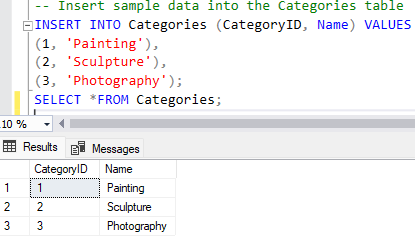 -- Insert sample data into the Categories table
INSERT INTO Categories (CategoryID, Name) VALUES
(1, 'Painting'),
(2, 'Sculpture'),
(3, 'Photography');
SELECT *FROM Categories;
10 %
Results Messages
CategoryID Name
1 1 Painting
2 2 Sculpture
3 3 Photography